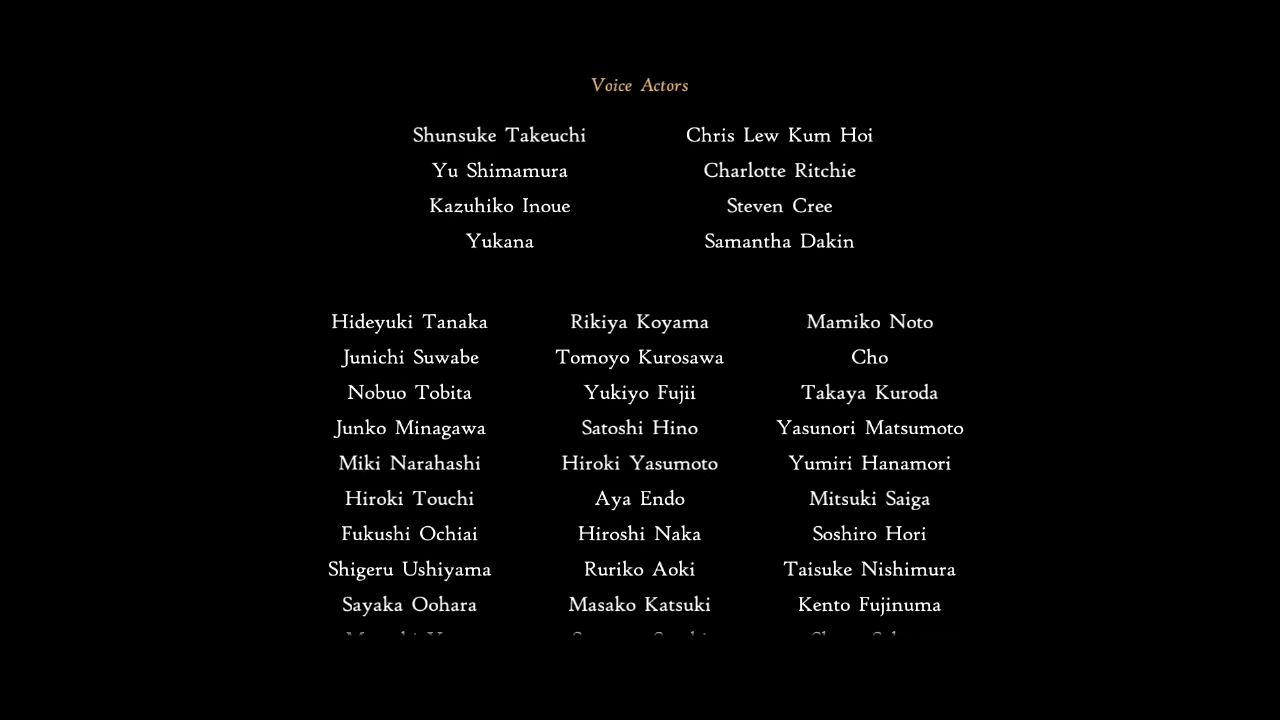 Voice Actors
Shunsuke Takeuchi Chris Lew Kum Hoi
Yu Shimamura Charlotte Ritchie
Kazuhiko Inoue Steven Cree
Yukana Samantha Dakin
Hideyuki Tanaka Rikiya Koyama Mamiko Noto
Junichi Suwabe Tomoyo Kurosawa Cho
Nobuo Tobita Yukiyo Fujii Takaya Kuroda
Junko Minagawa Satoshi Hino Yasunori Matsumoto
Miki Narahashi Hiroki Yasumoto Yumiri Hanamori
Hiroki Touchi Aya Endo Mitsuki Saiga
Fukushi Ochiai Hiroshi Naka Soshiro Hori
Shigeru Ushiyama Ruriko Aoki Taisuke Nishimura
Sayaka Oohara Masako Katsuki Kento Fujinuma